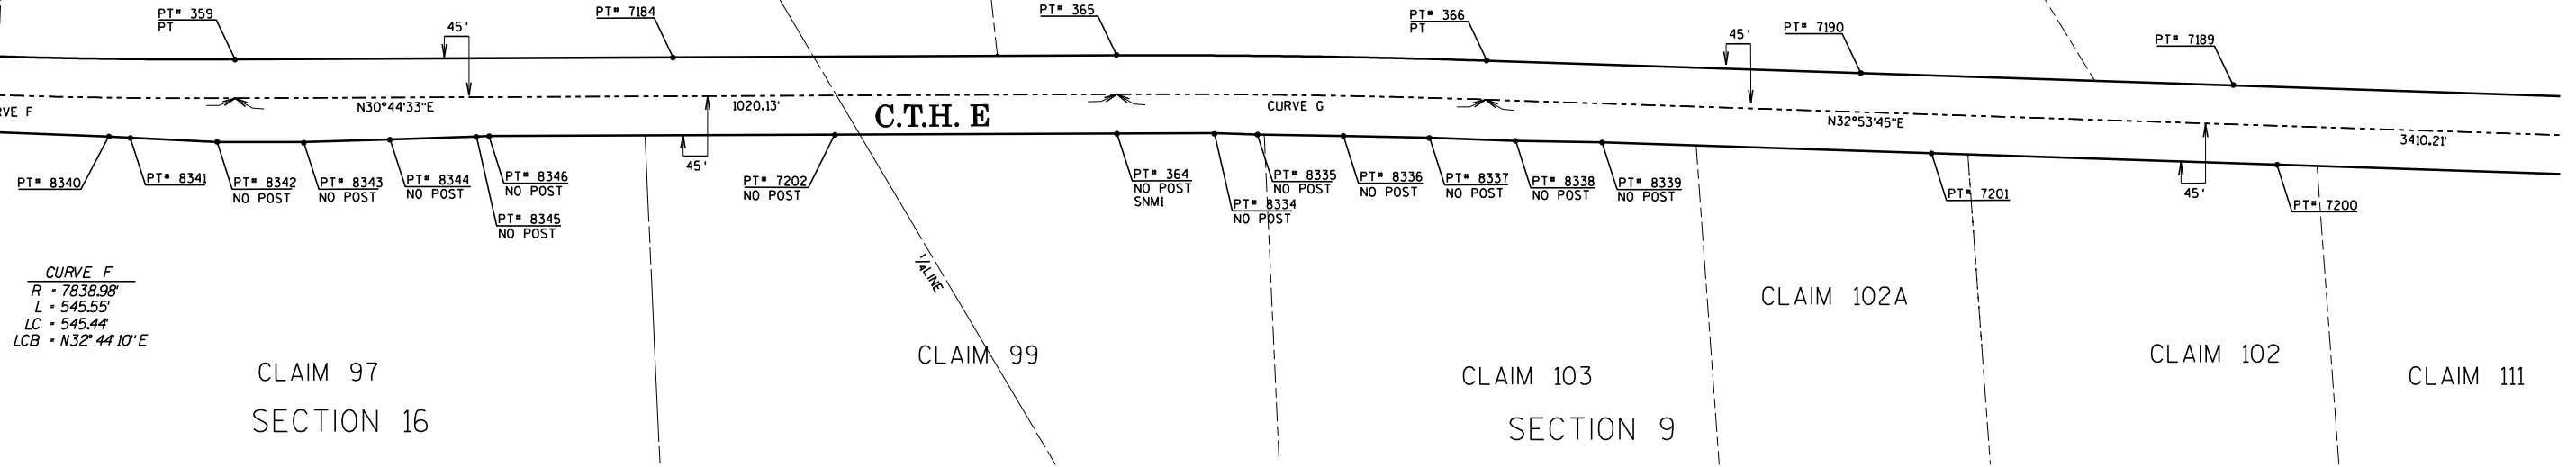 PT# 359
PT
45'
PT# 7184
PT# 365
PT# 366
PT
45'
PT# 7190
PT# 7189
VE F
N30°44'33"E
1020.13'
C.T.H. E
CURVE G
N32°53'45"E
3410.21'
PT# 8340
PT# 8341
PT# 8342
NO POST
PT# 8343
NO POST
PT# 8344
NO POST
PT# 8346
NO POST
PT# 8345
NO POST
45'
PT# 7202
NO POST
PT# 364
NO POST
SNM1
PT# 8334
NO POST
PT# 8335
NO POST
PT# 8336
NO POST
PT# 8337
NO POST
PT# 8338
NO POST
PT# 8339
NO POST
PT# 7201
45'
PT# 7200
1/4LINE
CURVE F
R = 7838.98'
L = 545.55'
LC = 545.44'
LCB = N32°44'10"E
CLAIM 97
SECTION 16
CLAIM 99
CLAIM 103
SECTION 9
CLAIM 102A
CLAIM 102
CLAIM 111